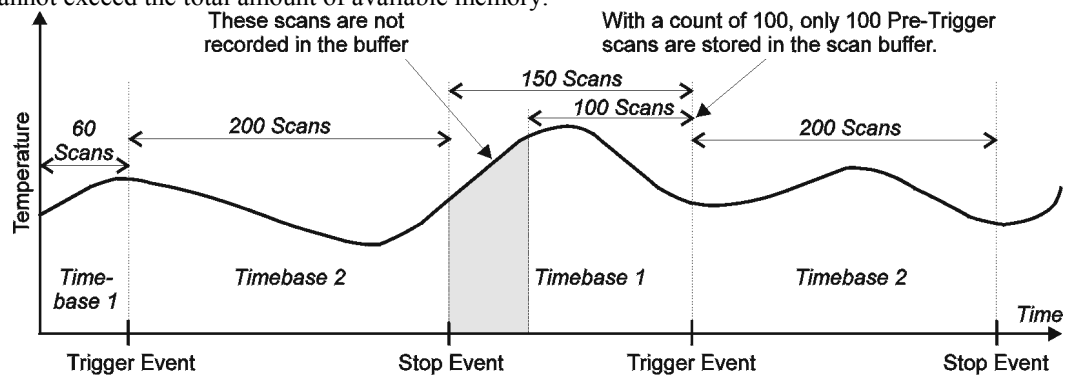 annot exceed the total amount of available memory.
These scans are not
recorded in the buffer
With a count of 100, only 100 Pre-Trigger
scans are stored in the scan buffer.
150 Scans
100 Scans
60
Scans
200 Scans
200 Scans
Temperature
Time-
base 1
Timebase 2
Timebase 1
Timebase 2
Time
Trigger Event
Stop Event
Trigger Event
Stop Event